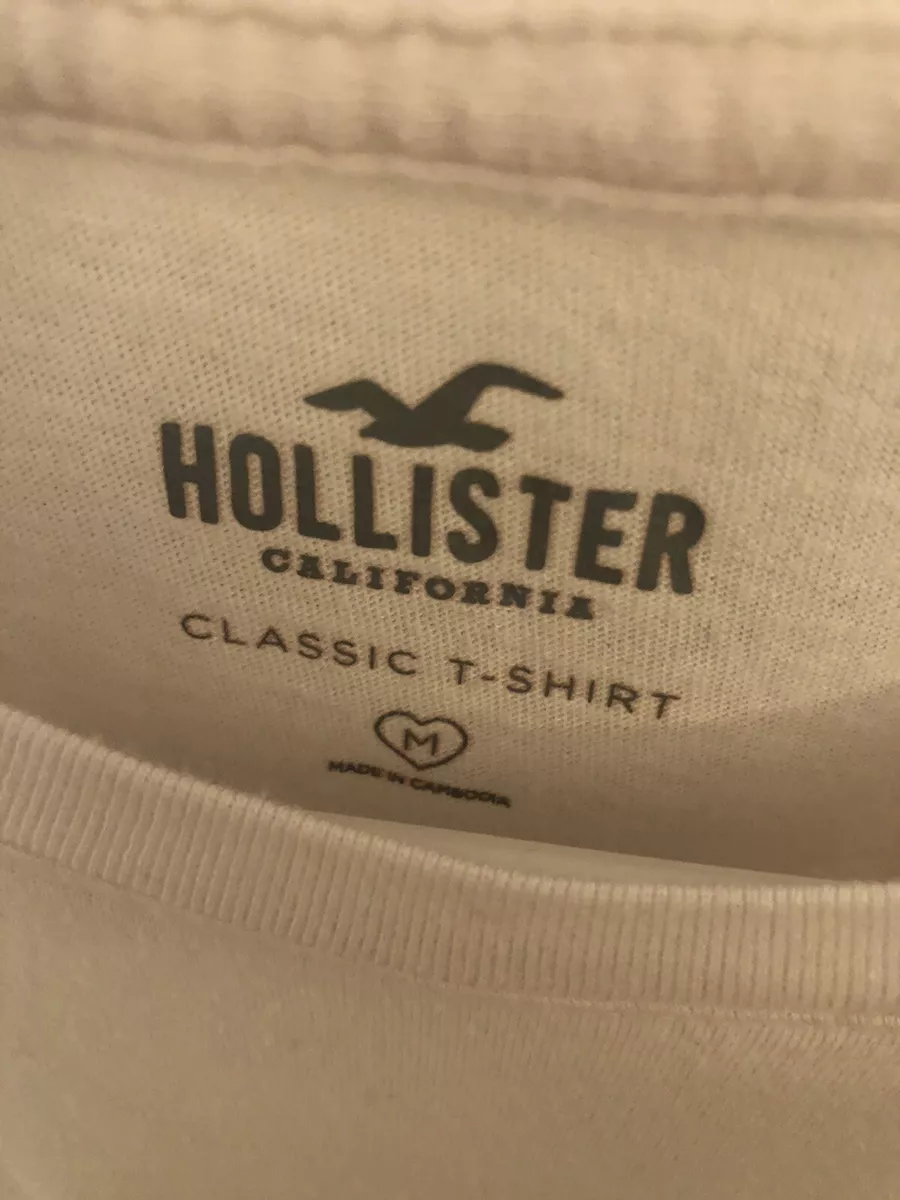 HOLLISTER
CALIFORNIA
CLASSIC T-SHIRT
M
MADE IN CAMBODIA